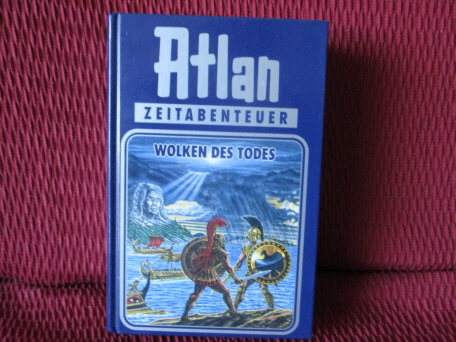 Atlan
ZEITABENTEUER
WOLKEN DES TODES